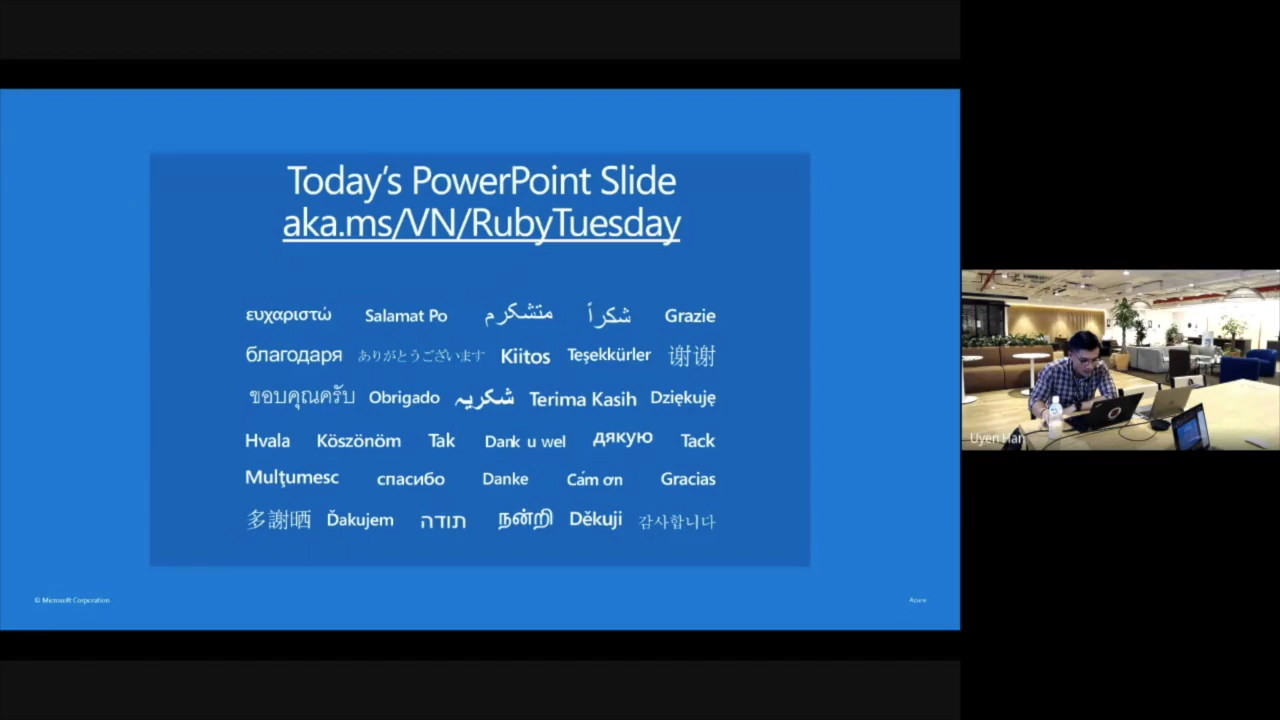 Today's PowerPoint Slide
aka.ms/VN/RubyTuesday
ευχαριστώ Salamat Po متشکرم شكراً Grazie
благодаря ありがとうございます Kiitos Teşekkürler 谢谢
ขอบคุณครับ Obrigado شکریہ Terima Kasih Dziękuję
Hvala Köszönöm Tak Dank u wel дякую Tack
Mulţumesc спасибо Danke Cám ơn Gracias
多謝晒 Ďakujem תודה நன்றி Děkuji 감사합니다
© Microsoft Corporation Azure
Uyen Han